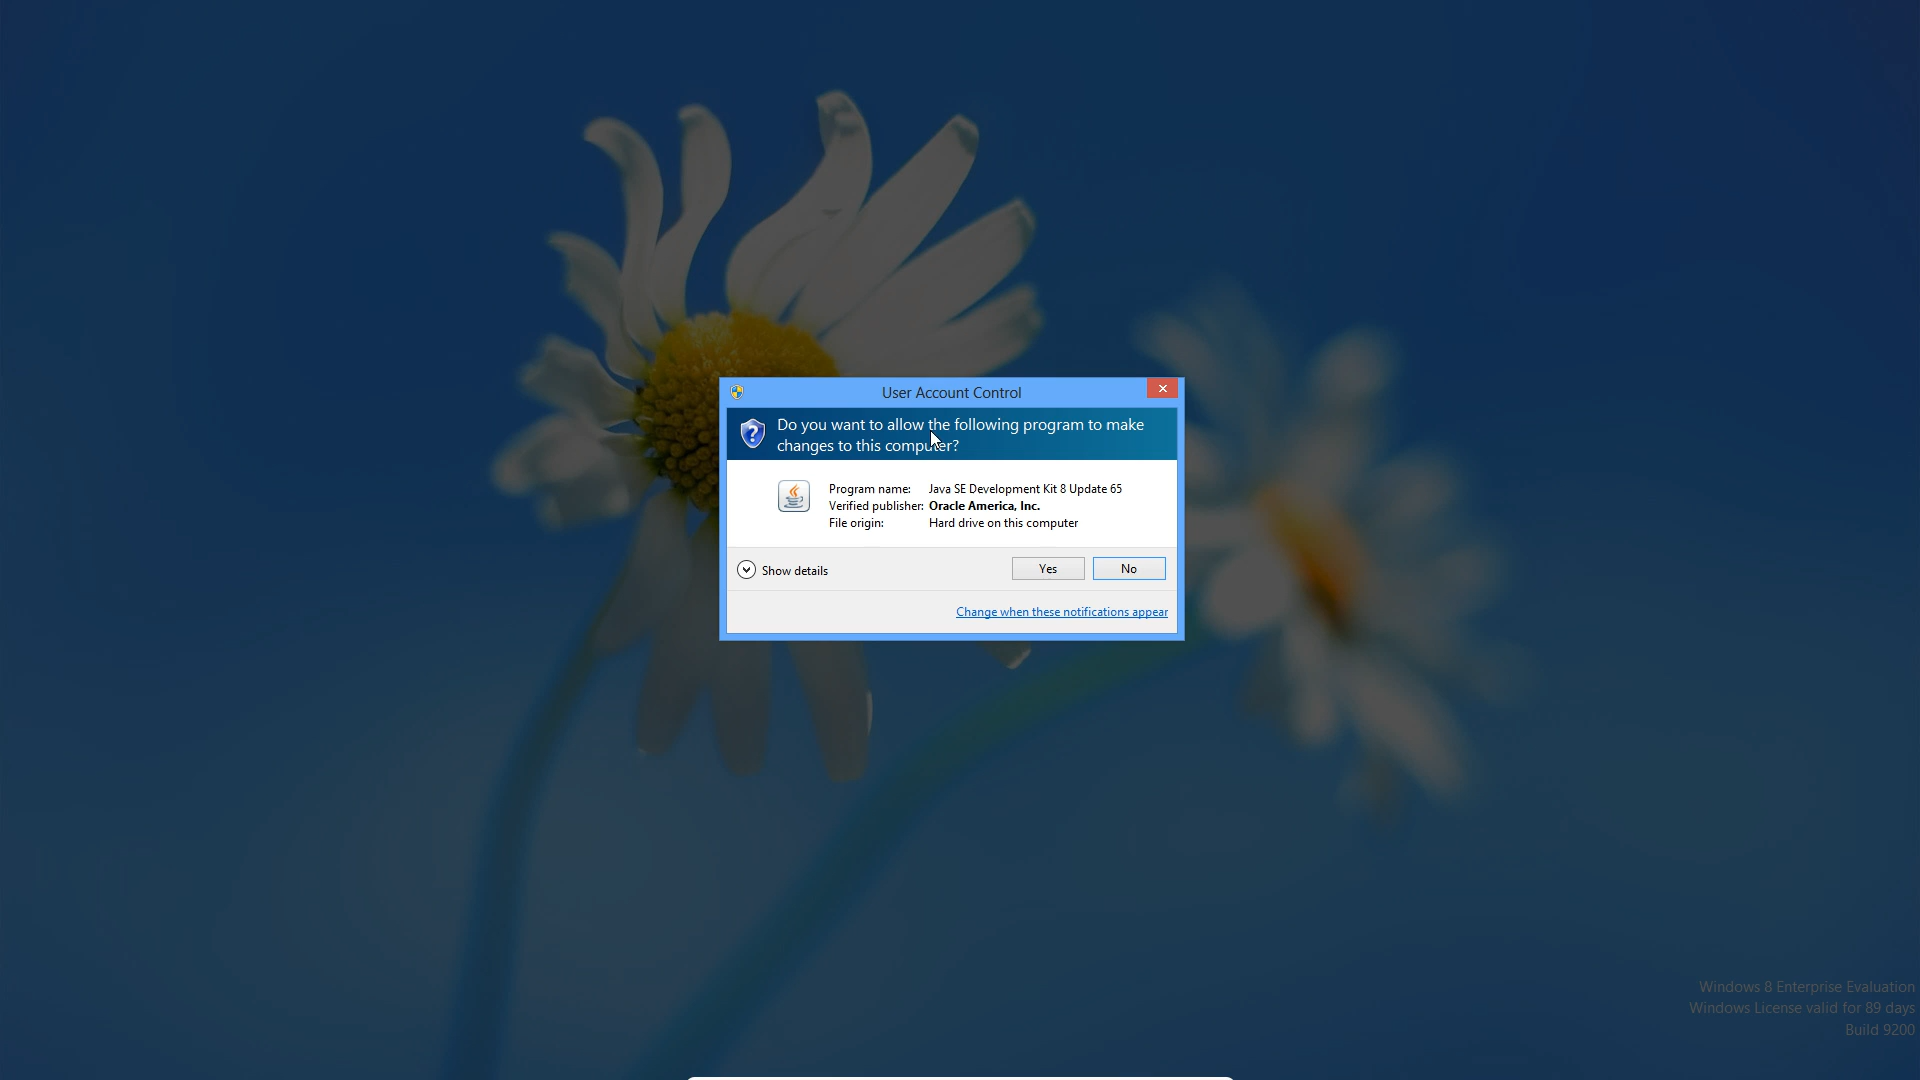 User Account Control
Do you want to allow the following program to make
changes to this computer?
Program name: Java SE Development Kit 8 Update 65
Verified publisher: Oracle America, Inc.
File origin: Hard drive on this computer
Show details
Yes No
Change when these notifications appear
Windows 8 Enterprise Evaluation
Windows License valid for 89 days
Build 9200